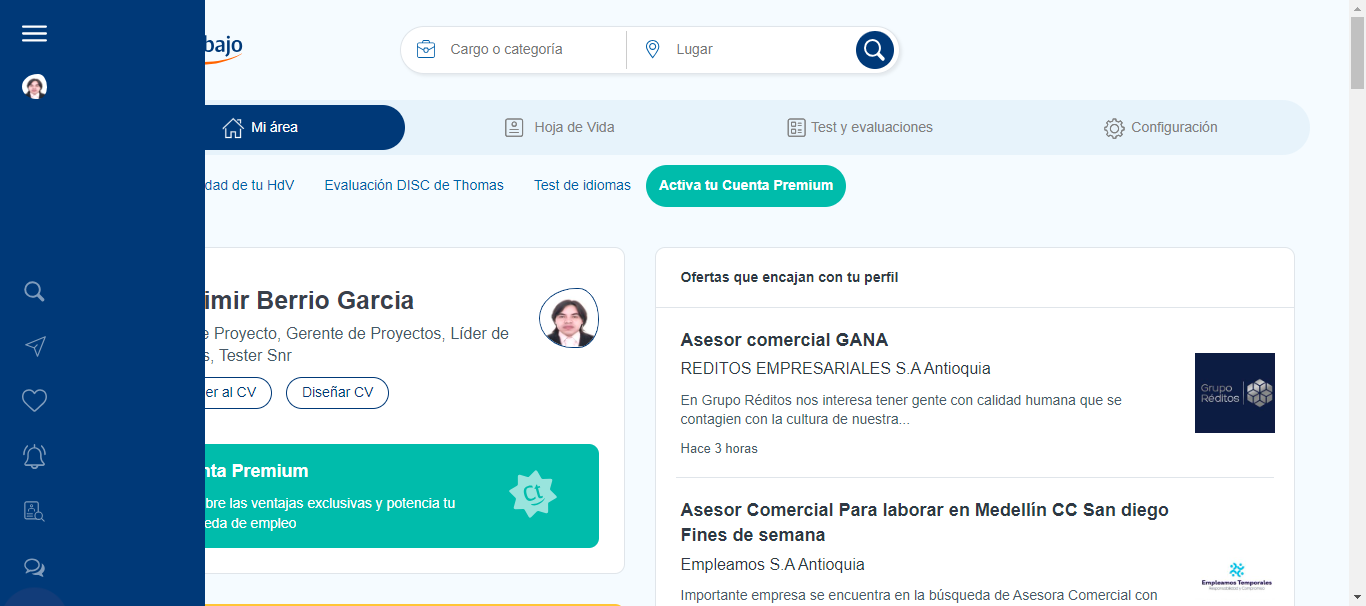 bajo
Cargo o categoría
Lugar
Mi área
Hoja de Vida
Test y evaluaciones
Configuración
dad de tu HdV
Evaluación DISC de Thomas
Test de idiomas
Activa tu Cuenta Premium
imir Berrio Garcia
e Proyecto, Gerente de Proyectos, Líder de
s, Tester Snr
er al CV
Diseñar CV
nta Premium
bre las ventajas exclusivas y potencia tu
eda de empleo
Ct
Ofertas que encajan con tu perfil
Asesor comercial GANA
REDITOS EMPRESARIALES S.A Antioquia
En Grupo Réditos nos interesa tener gente con calidad humana que se
contagien con la cultura de nuestra...
Hace 3 horas
Grupo
Réditos
Asesor Comercial Para laborar en Medellín CC San diego
Fines de semana
Empleamos S.A Antioquia
Importante empresa se encuentra en la búsqueda de Asesora Comercial con
Empleamos Temporales